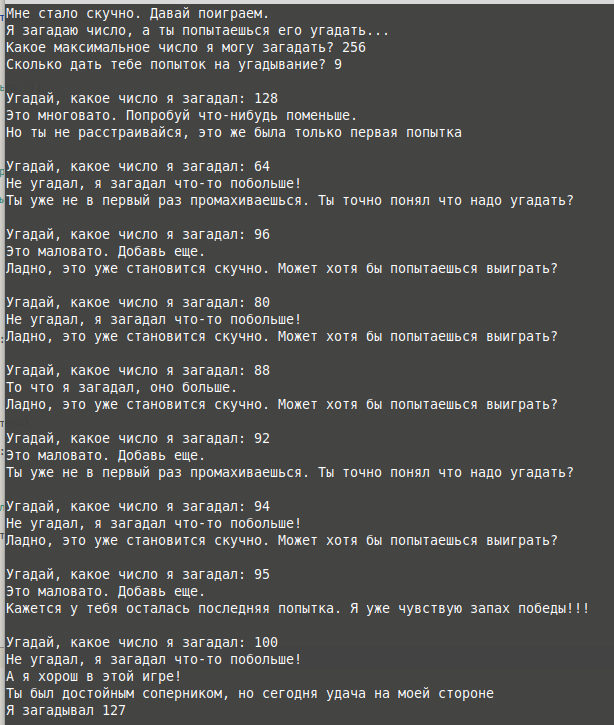 Мне стало скучно. Давай поиграем.
Я загадаю число, а ты попытаешься его угадать...
Какое максимальное число я могу загадать? 256
Сколько дать тебе попыток на угадывание? 9
Угадай, какое число я загадал: 128
Это многовато. Попробуй что-нибудь поменьше.
Но ты не расстраивайся, это же была только первая попытка
Угадай, какое число я загадал: 64
Не угадал, я загадал что-то побольше!
Ты уже не в первый раз промахиваешься. Ты точно понял что надо угадать?
Угадай, какое число я загадал: 96
Это маловато. Добавь еще.
Ладно, это уже становится скучно. Может хотя бы попытаешься выиграть?
Угадай, какое число я загадал: 80
Не угадал, я загадал что-то побольше!
Ладно, это уже становится скучно. Может хотя бы попытаешься выиграть?
Угадай, какое число я загадал: 88
То что я загадал, оно больше.
Ладно, это уже становится скучно. Может хотя бы попытаешься выиграть?
Угадай, какое число я загадал: 92
Это маловато. Добавь еще.
Ты уже не в первый раз промахиваешься. Ты точно понял что надо угадать?
Угадай, какое число я загадал: 94
Не угадал, я загадал что-то побольше!
Ладно, это уже становится скучно. Может хотя бы попытаешься выиграть?
Угадай, какое число я загадал: 95
Это маловато. Добавь еще.
Кажется у тебя осталась последняя попытка. Я уже чувствую запах победы!!!
Угадай, какое число я загадал: 100
Не угадал, я загадал что-то побольше!
А я хорош в этой игре!
Ты был достойным соперником, но сегодня удача на моей стороне
Я загадывал 127